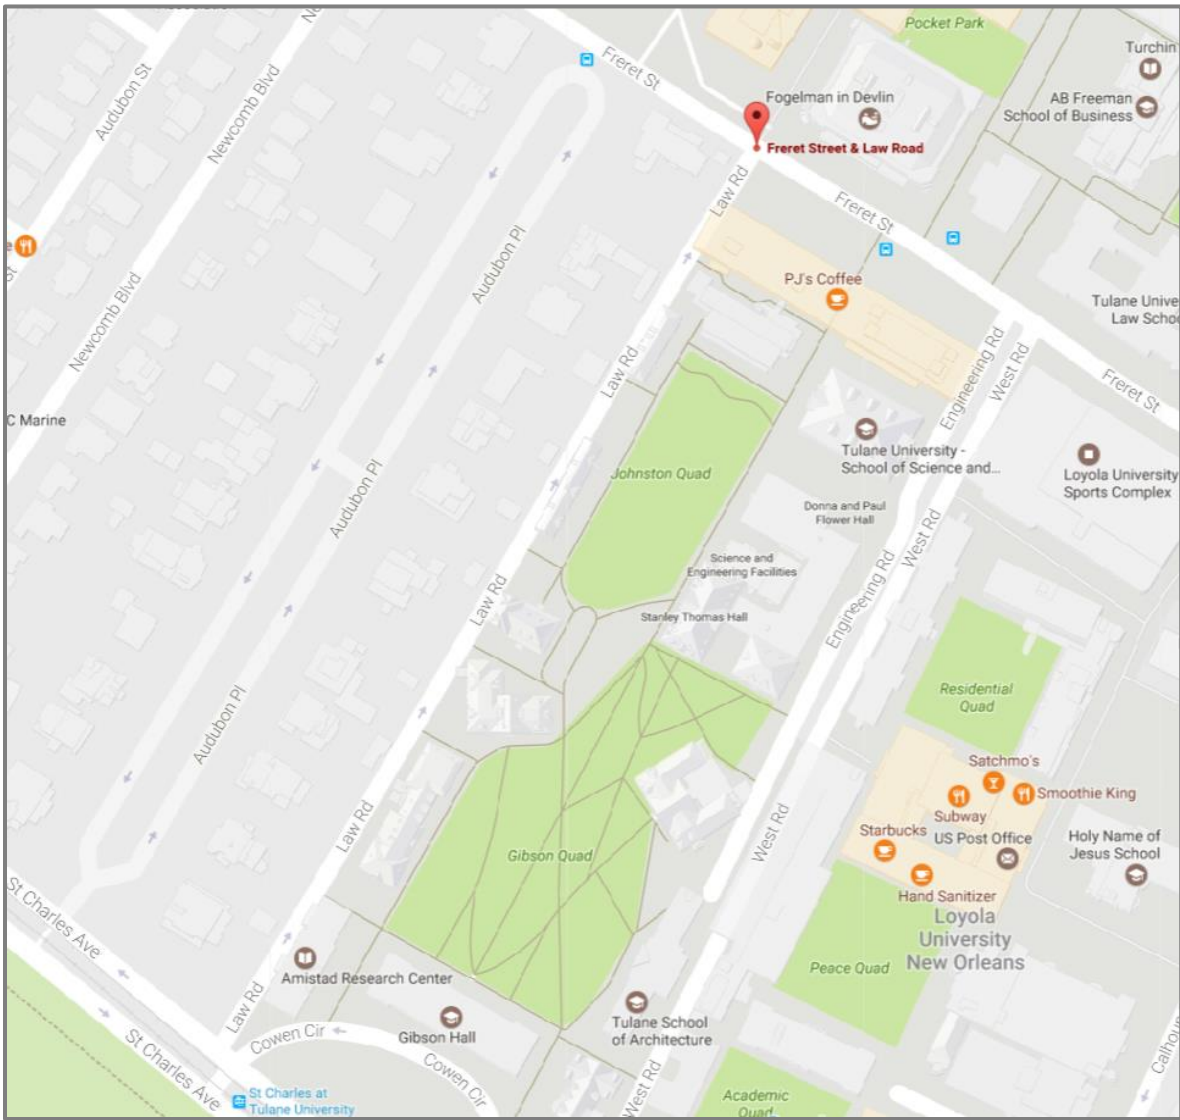 Pocket Park
Turchin
Freret St
AB Freeman
School of Business
Audubon St
Newcomb Blvd
Fogelman in Devlin
Freret Street & Law Road
Law Rd
Freret St
Audubon Pl
PJ's Coffee
Tulane Unive
Law Schoo
Newcomb Blvd
Law Rd
Engineering Rd
West Rd
Freret St
C Marine
Tulane University -
School of Science and...
Johnston Quad
Loyola University
Sports Complex
Audubon Pl
Donna and Paul
Flower Hall
West Rd
Science and
Engineering Facilities
Law Rd
Engineering Rd
Stanley Thomas Hall
Residential
Quad
Audubon Pl
Satchmo's
Smoothie King
Subway
Law Rd
West Rd
Starbucks
US Post Office
Holy Name of
Jesus School
Gibson Quad
Hand Sanitizer
St Charles Ave
Loyola
University
New Orleans
Peace Quad
Amistad Research Center
Law Rd
Tulane School
of Architecture
Gibson Hall
Cowen Cir
St Charles Ave
Cowen Cir
West Rd
Calhou
St Charles at
Tulane University
Academic
Quad